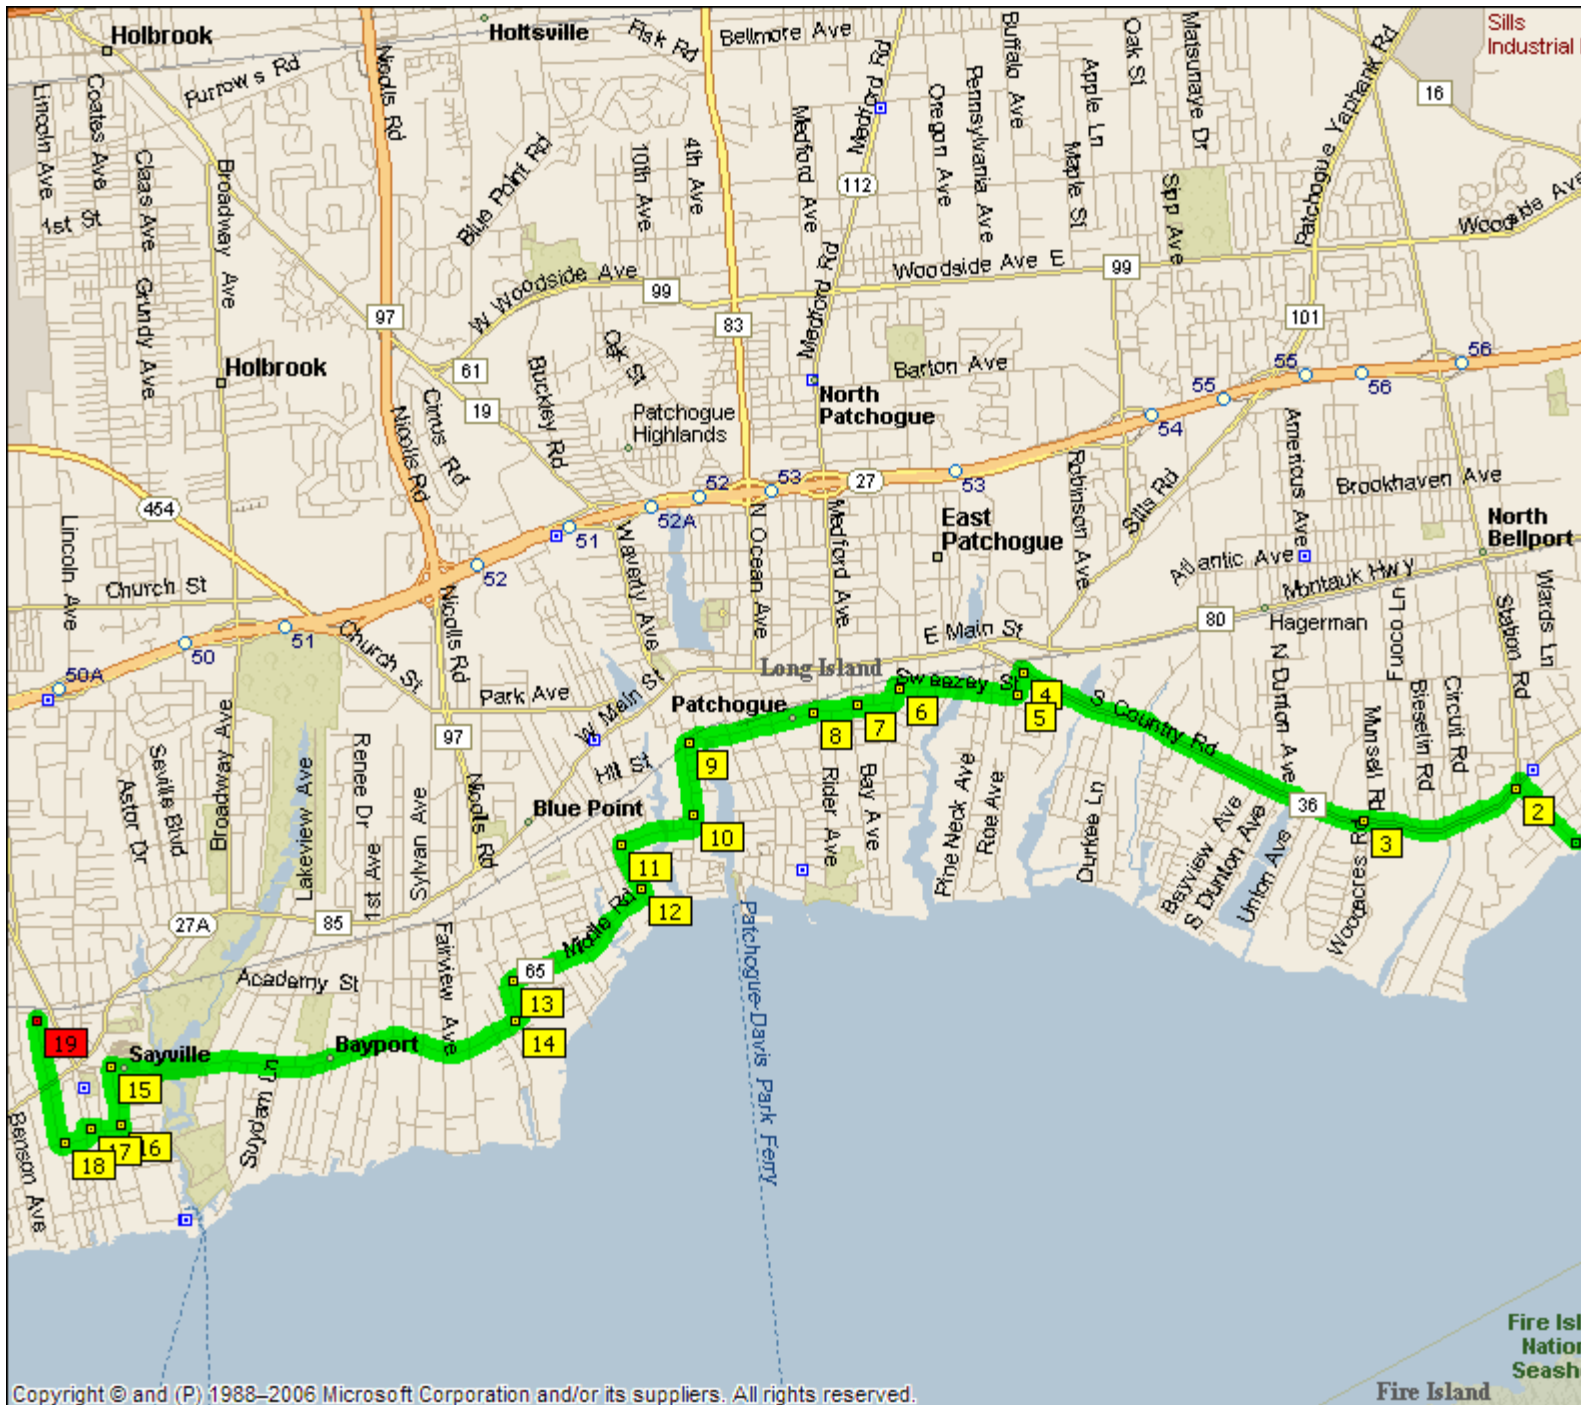 Holbrook
Holtsville
Fisk Rd
Bellmore Ave
Sills
Industrial
Furrows Rd
Nicolls Rd
Medford Rd
Buffalo Ave
Oak St
Matsunaye Dr
Patchogue Yaphank Rd
16
Lincoln Ave
Coates Ave
Claas Ave
Broadway Ave
Blue Point Rd
10th Ave
4th Ave
Medford Ave
Oregon Ave
Pennsylvania Ave
Apple Ln
Maple St
Sipp Ave
112
1st St
Grundy Ave
Woodside Ave
W Woodside Ave
99
Woodside Ave E
99
97
83
Medford Rd
101
Holbrook
61
19
Buckley Rd
Oak St
Barton Ave
55
55
56
56
54
Cirrus Rd
Nicolls Rd
Patchogue
Highlands
North
Patchogue
Americus Ave
454
52
53
27
53
52A
51
52
Robinson Ave
Sills Rd
Brookhaven Ave
North
Bellport
Lincoln Ave
Church St
Waverly Ave
N Ocean Ave
Medford Ave
East
Patchogue
Atlantic Ave
Montauk Hwy
Nicolls Rd
50A
50
51
Church St
Park Ave
W Main St
Long Island
E Main St
80
Hagerman
N Dunton Ave
Locon Ln
Station Rd
Wards Ln
Patchogue
Sweezey St
4
5
6
7
8
9
S Country Rd
Munsell Rd
Bieselin Rd
Circuit Rd
97
Hlt St
Seville Blvd
Astor Dr
Broadway Ave
Lakeview Ave
Renee Dr
1st Ave
Sylvan Ave
Nicolls Rd
Blue Point
10
11
12
Rider Ave
Bay Ave
Pine Neck Ave
Roe Ave
Durkee Ln
Bayview Ave
S Dunton Ave
Union Ave
36
3
2
Woodacres Rd
27A
85
Fairview Ave
Middle Rd
65
13
14
Academy St
Patchogue-Davis Park Ferry
19
Sayville
Bayport
15
16
17
18
Suydam Ln
Benson Ave
Fire Isl
Nation
Seash
Fire Island
Copyright © and (P) 1988–2006 Microsoft Corporation and/or its suppliers. All rights reserved.